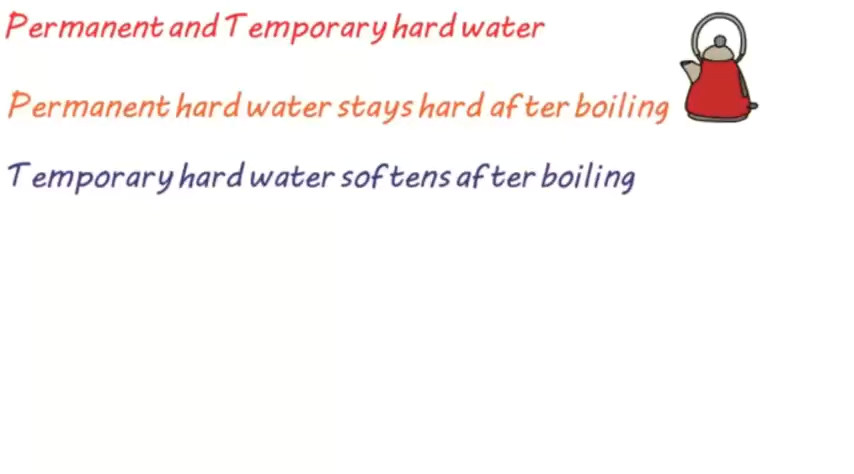 Permanent and Temporary hard water
Permanent hard water stays hard after boiling
Temporary hard water softens after boiling